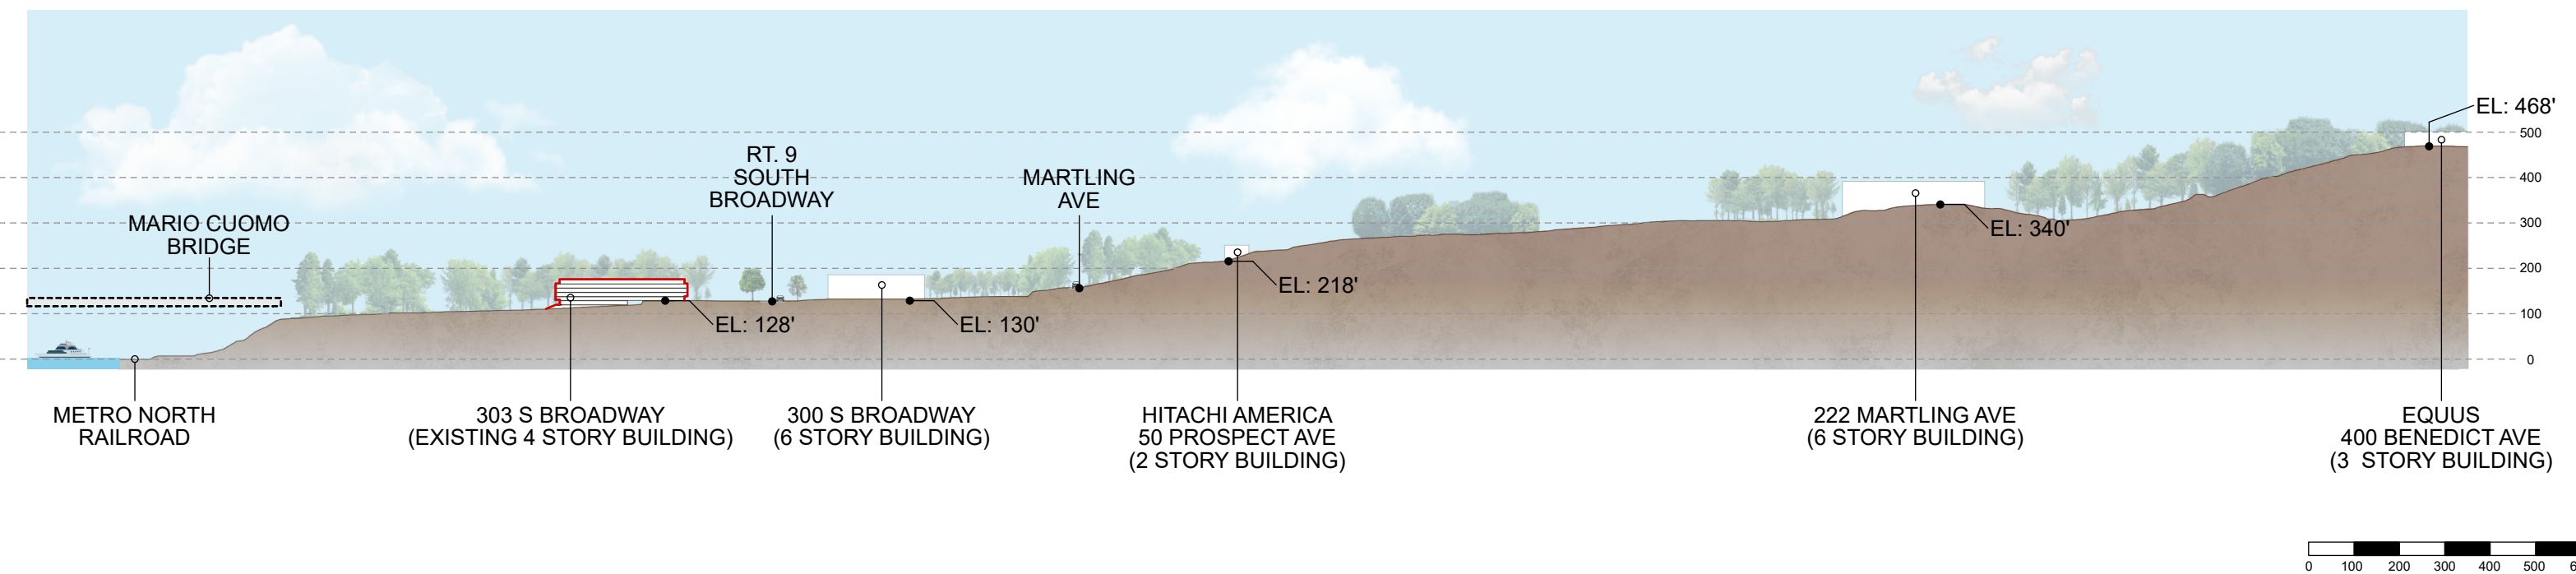 EL: 468'
500
RT. 9
SOUTH
BROADWAY
MARTLING
AVE
400
MARIO CUOMO
BRIDGE
300
EL: 340'
200
EL: 218'
100
EL: 128'
EL: 130'
0
METRO NORTH
RAILROAD
303 S BROADWAY
(EXISTING 4 STORY BUILDING)
300 S BROADWAY
(6 STORY BUILDING)
HITACHI AMERICA
50 PROSPECT AVE
(2 STORY BUILDING)
222 MARTLING AVE
(6 STORY BUILDING)
EQUUS
400 BENEDICT AVE
(3  STORY BUILDING)
0 100 200 300 400 500